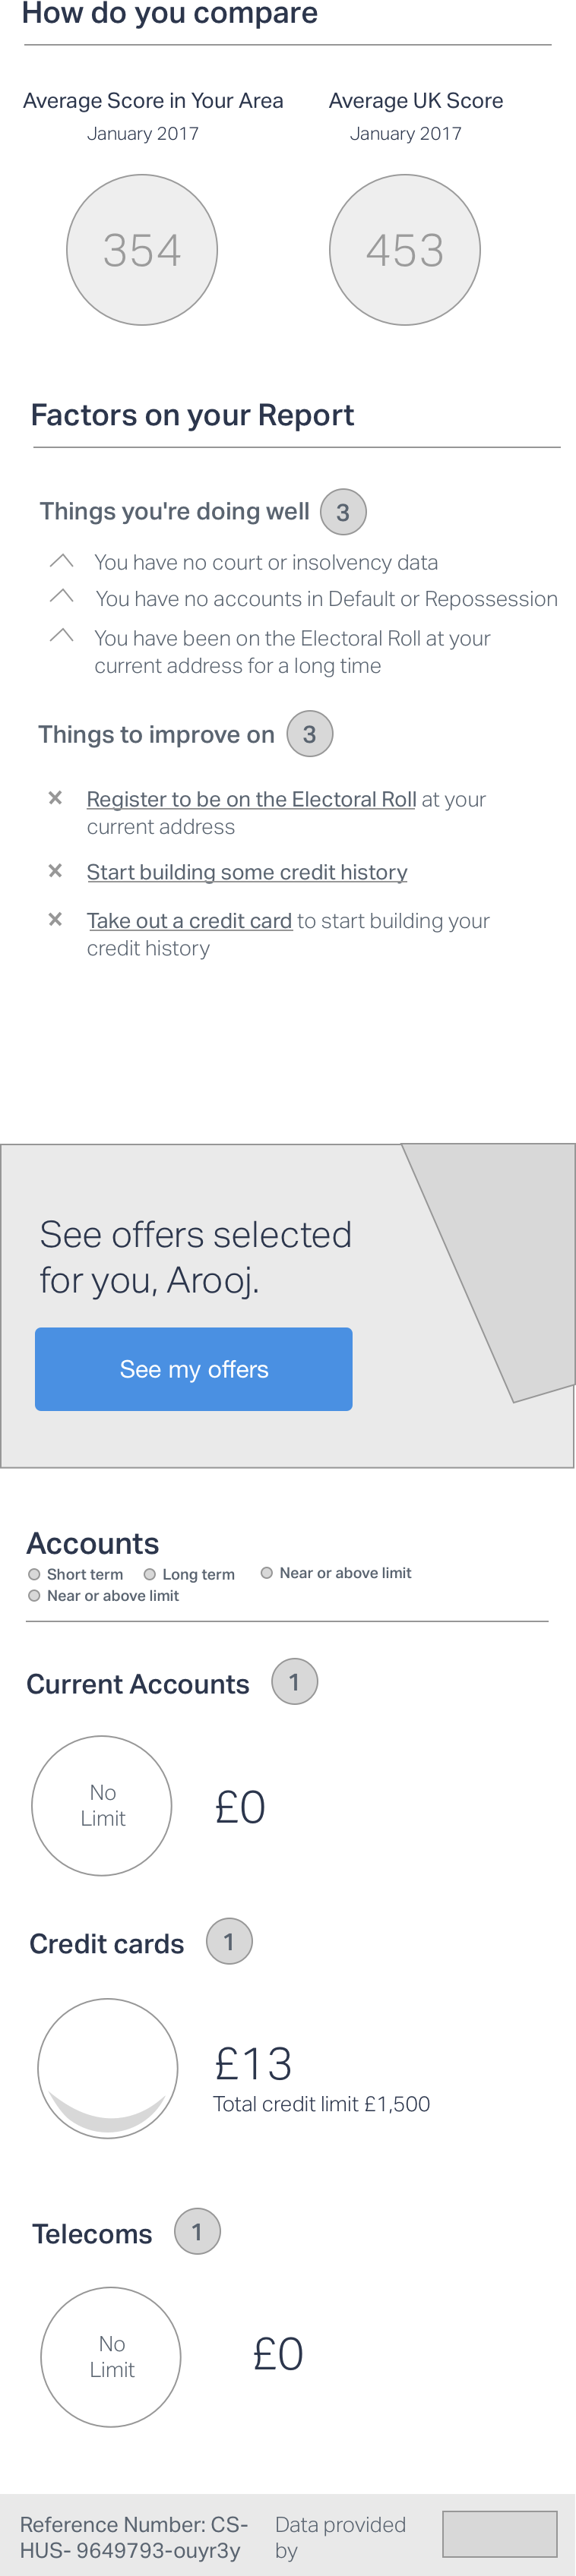 How do you compare
Average Score in Your Area
January 2017
Average UK Score
January 2017
354
453
Factors on your Report
Things you're doing well 3
You have no court or insolvency data
You have no accounts in Default or Repossession
You have been on the Electoral Roll at your
current address for a long time
Things to improve on 3
Register to be on the Electoral Roll at your
current address
Start building some credit history
Take out a credit card to start building your
credit history
See offers selected
for you, Arooj.
See my offers
Accounts
Short term Long term Near or above limit
Near or above limit
Current Accounts 1
No
Limit
£0
Credit cards 1
£13
Total credit limit £1,500
Telecoms 1
No
Limit
£0
Reference Number: CS-
HUS- 9649793-ouyr3y
Data provided
by